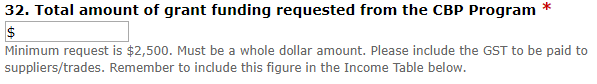 32. Total amount of grant funding requested from the CBP Program *
$
Minimum request is $2,500. Must be a whole dollar amount. Please include the GST to be paid to
suppliers/trades. Remember to include this figure in the Income Table below.